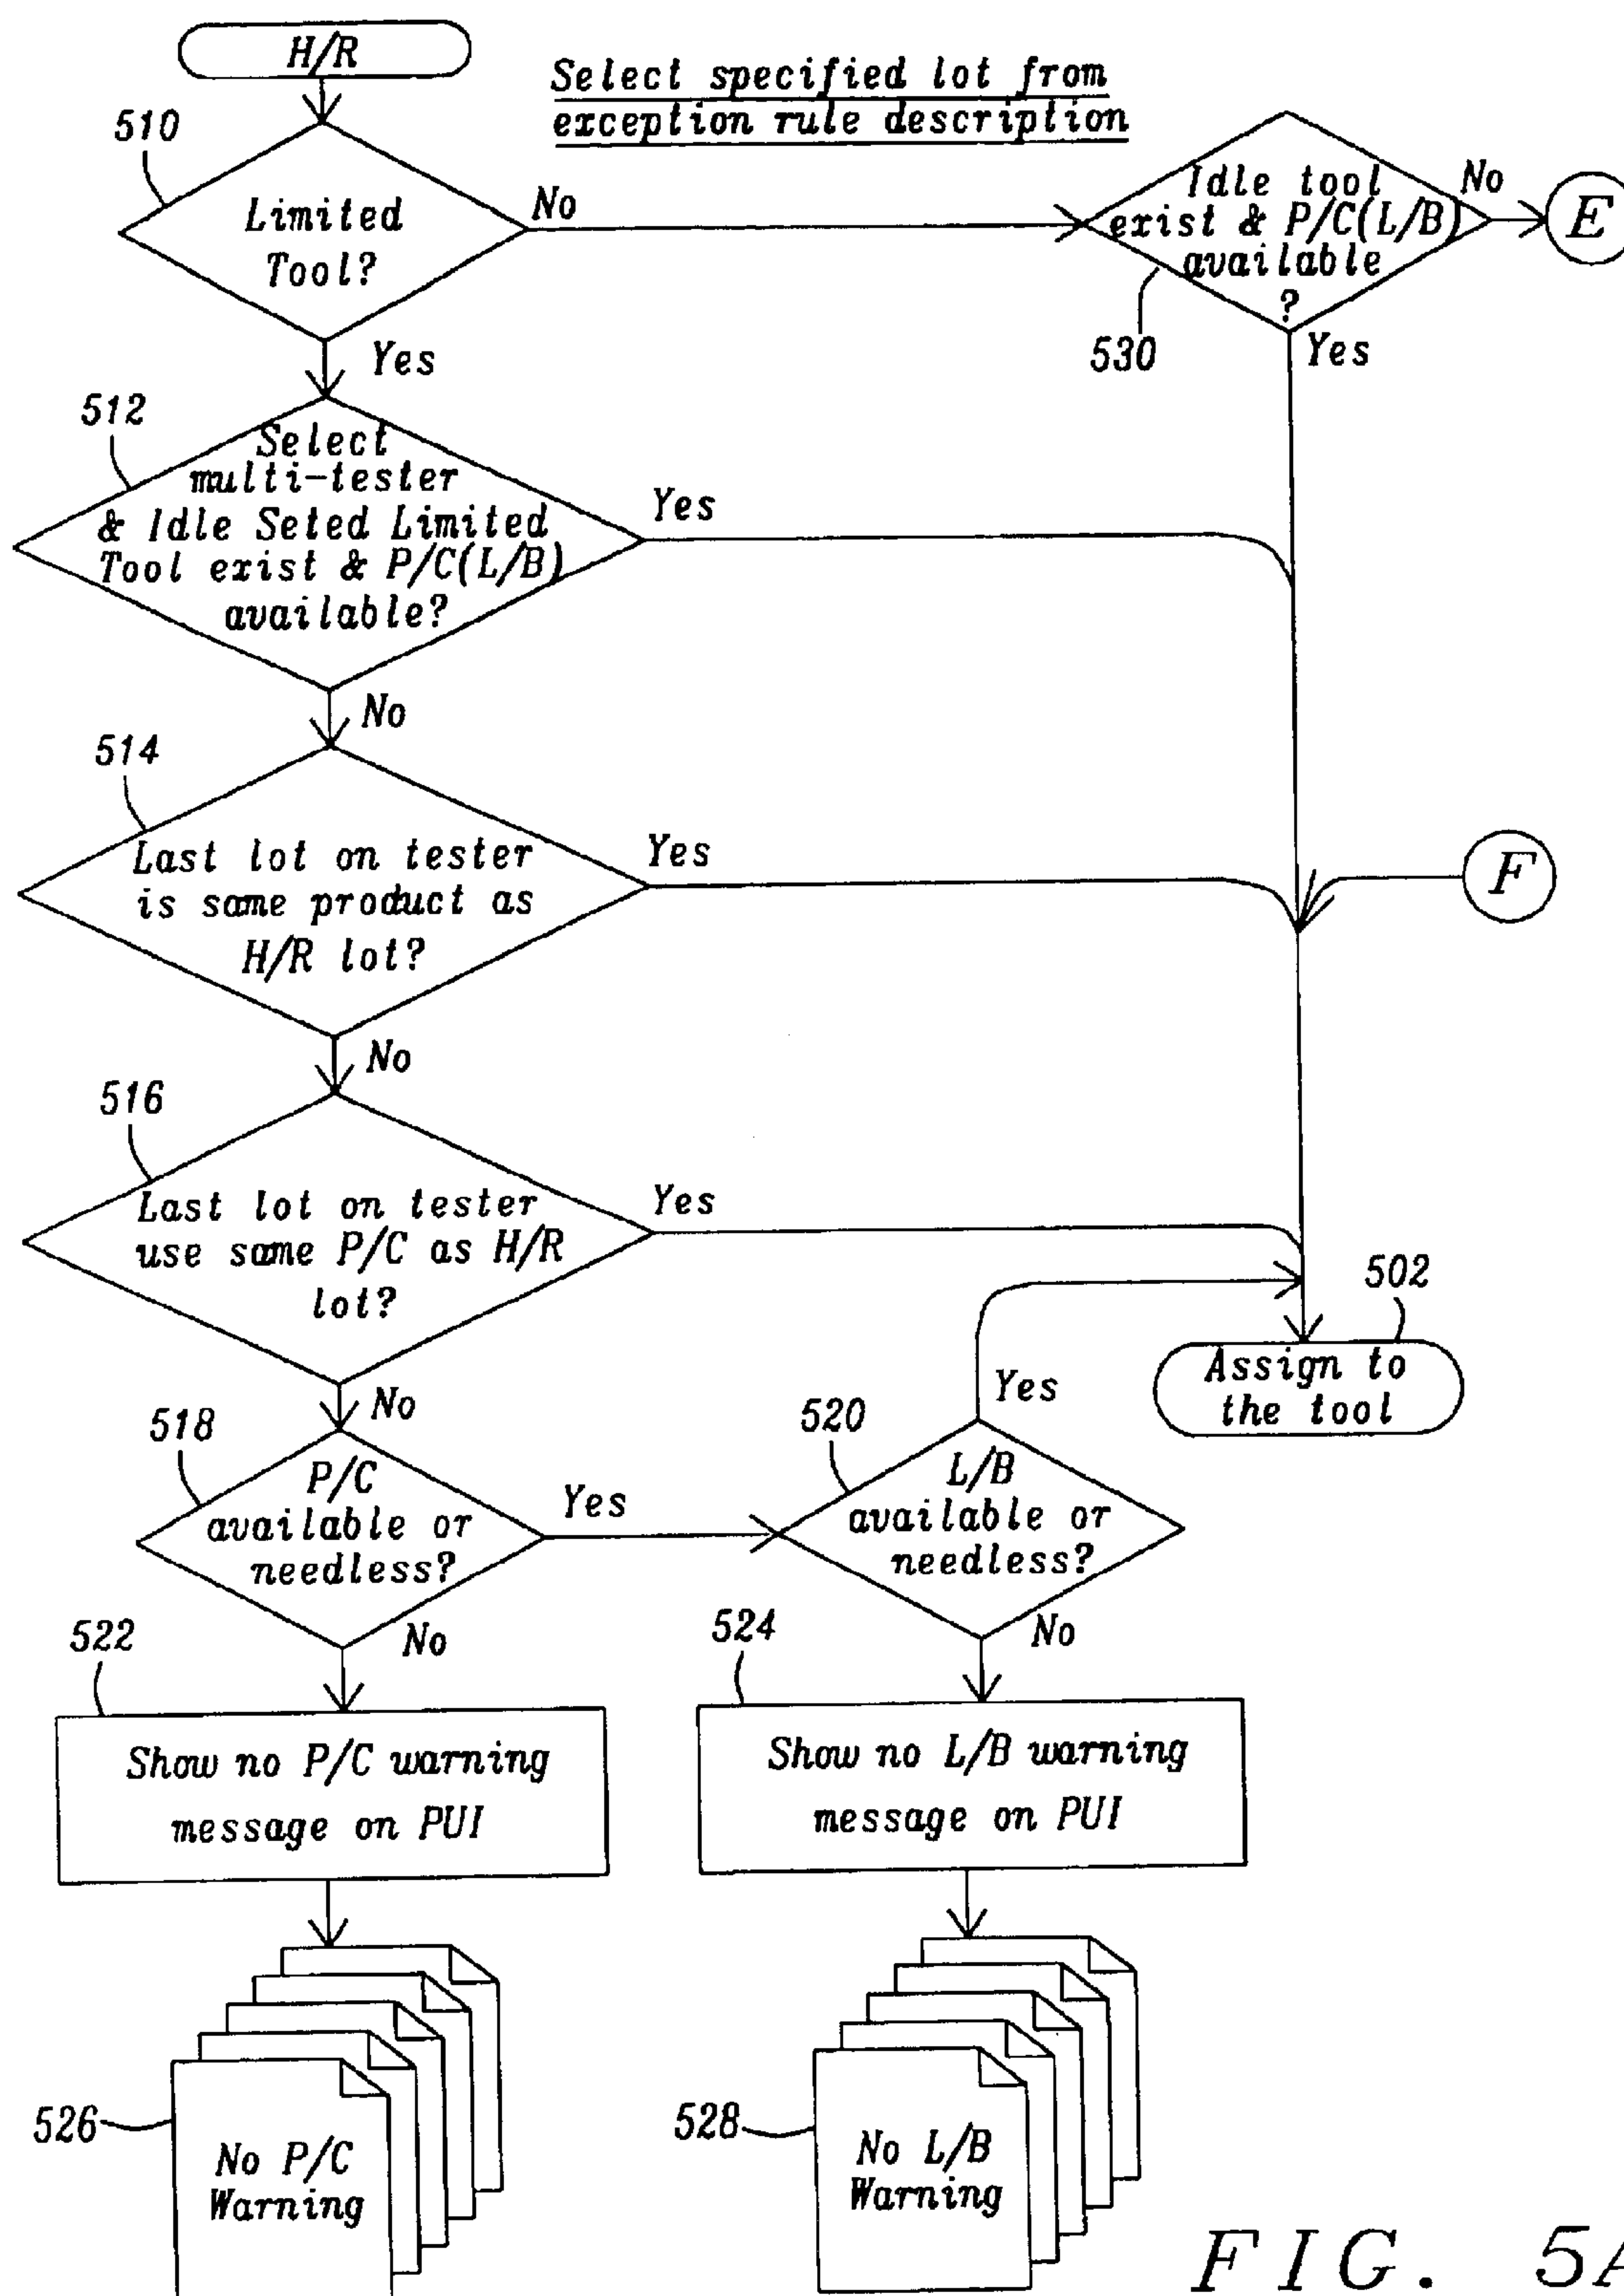 H/R
Select specified lot from
exception rule description
510
Limited
Tool?
No
Idle tool
exist & P/C(L/B)
available
?
No
E
530
Yes
Yes
512
Select
multi-tester
& Idle Seted Limited
Tool exist & P/C(L/B)
available?
Yes
No
514
Last lot on tester
is same product as
H/R lot?
Yes
F
No
516
Last lot on tester
use same P/C as H/R
lot?
Yes
502
Assign to
the tool
No
518
P/C
available or
needless?
Yes
520
Yes
L/B
available or
needless?
No
No
522
Show no P/C warning
message on PUI
524
Show no L/B warning
message on PUI
526
No P/C
Warning
528
No L/B
Warning
FIG. 5A